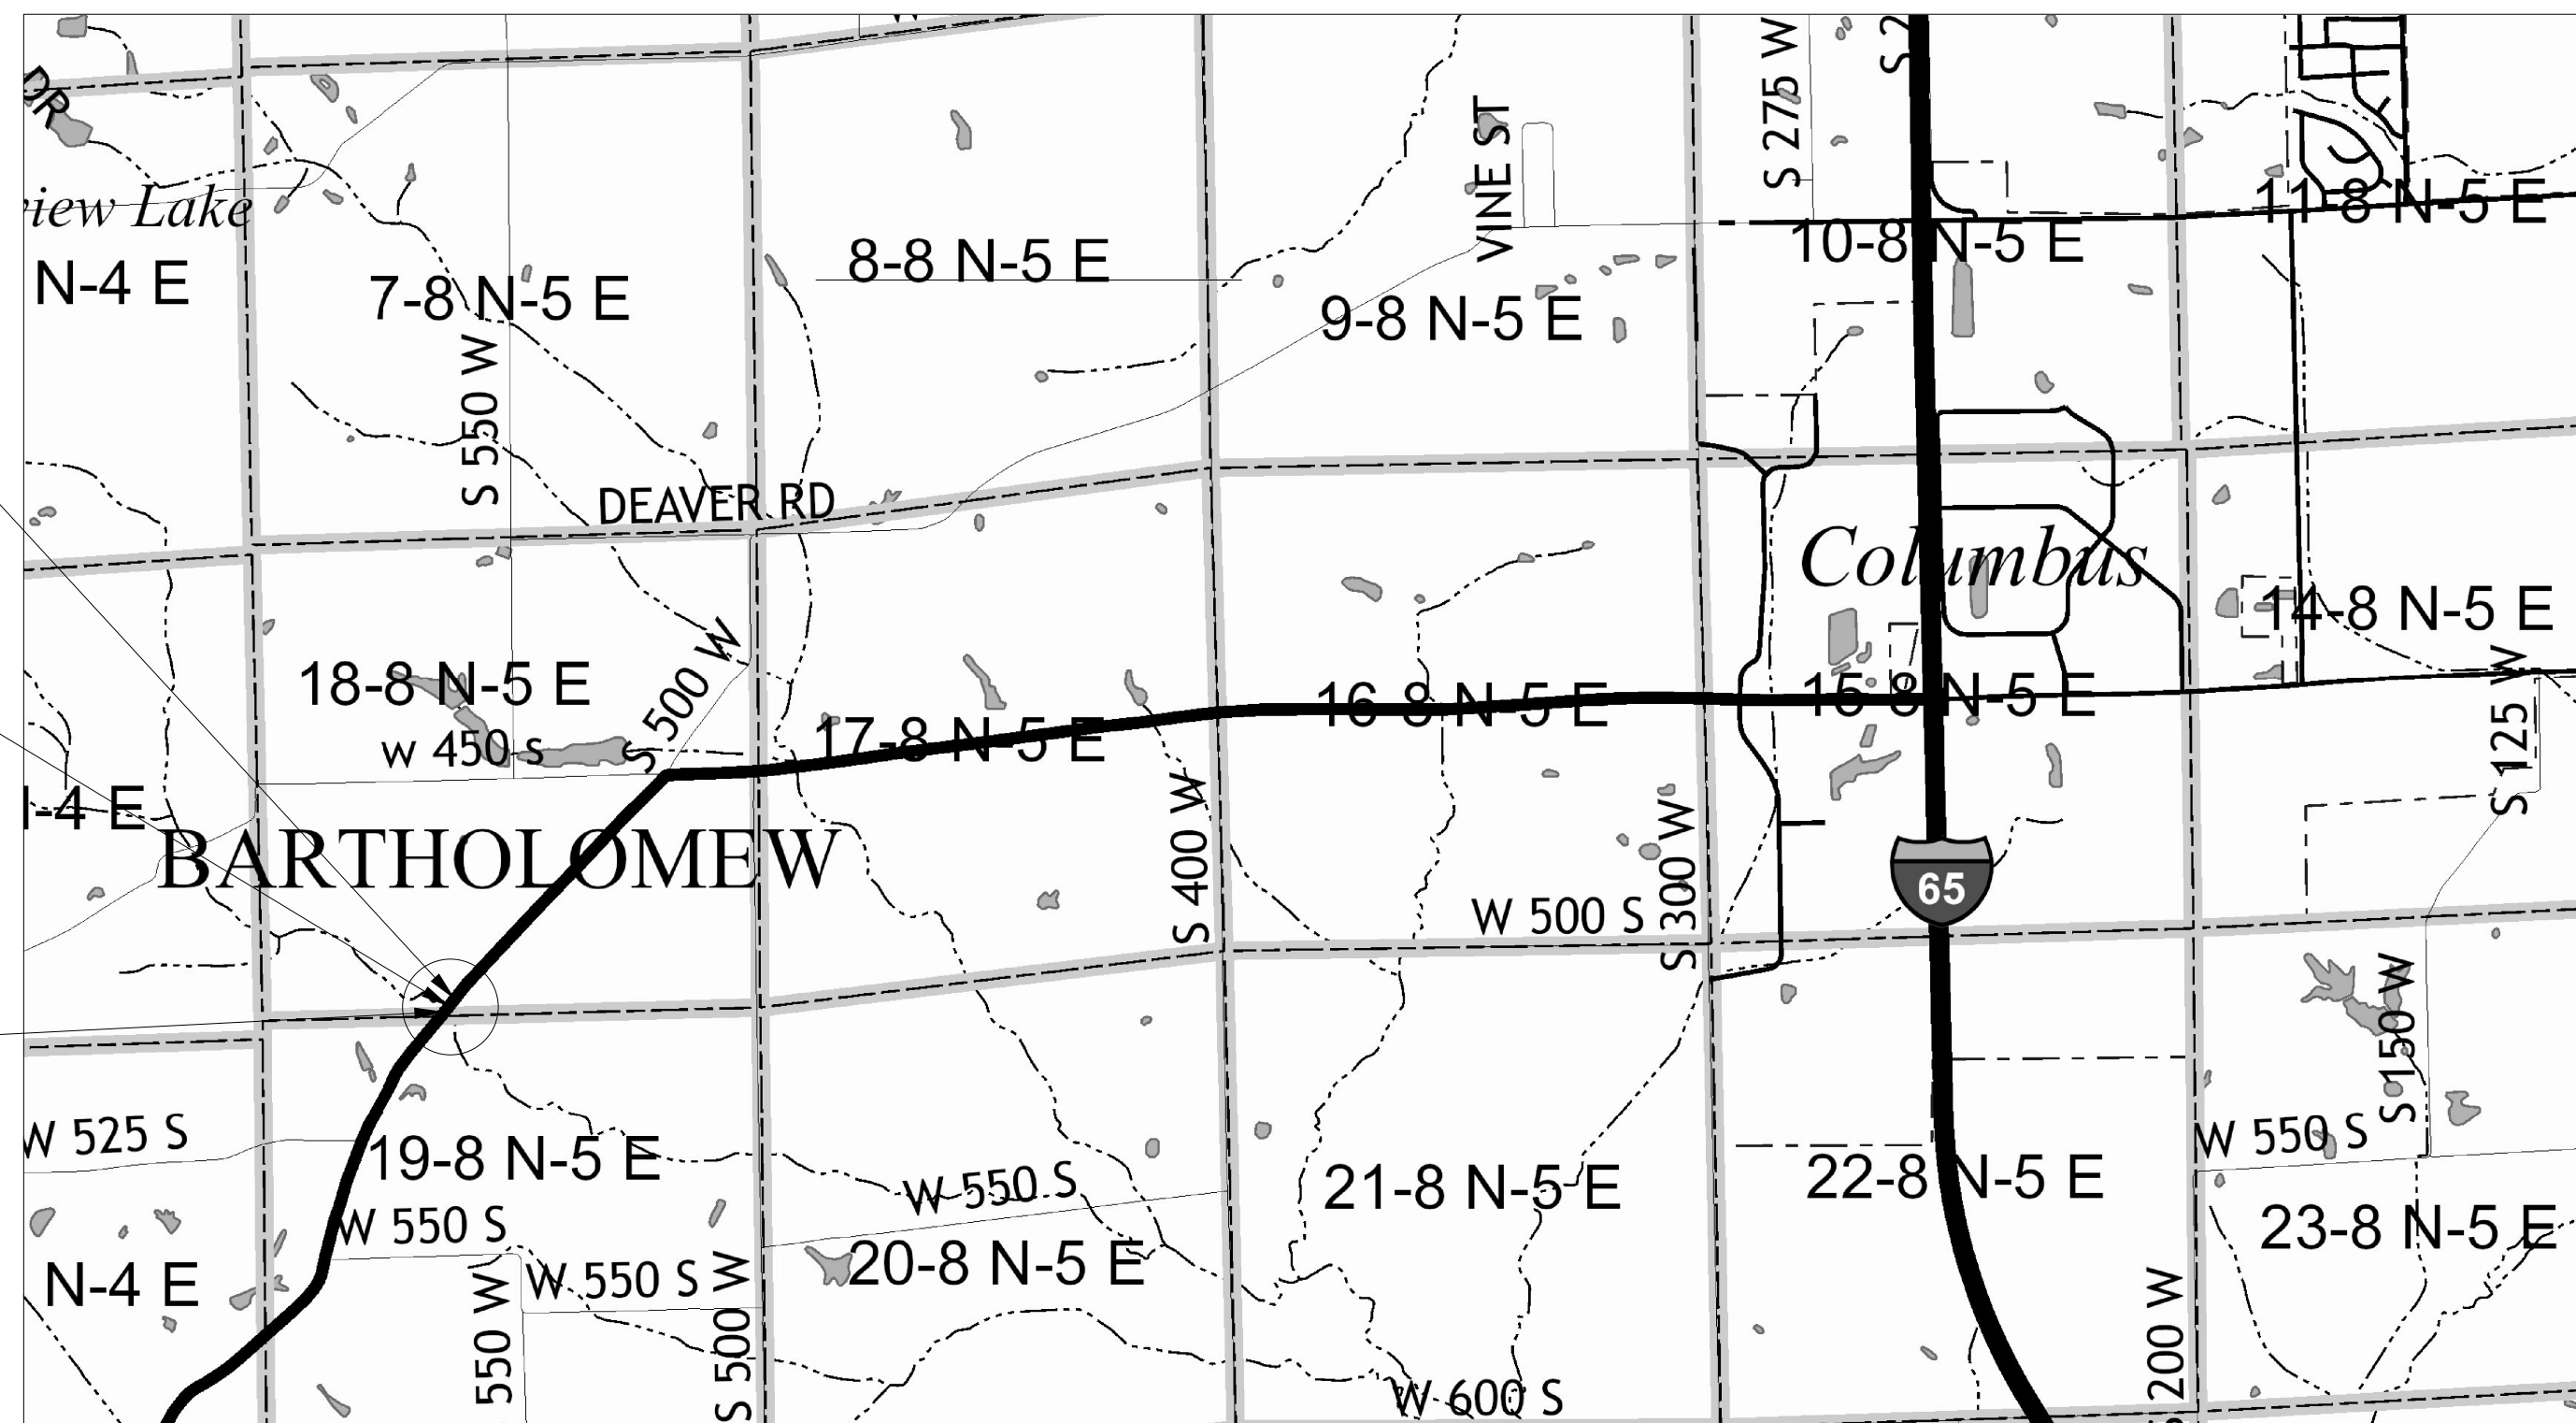 DR
S 275 W
VINE ST
view Lake
11-8 N-5 E
10-8 N-5 E
8-8 N-5 E
N-4 E
7-8 N-5 E
9-8 N-5 E
S 550 W
DEAVER RD
Columbus
14-8 N-5 E
S 500 W
18-8 N-5 E
16-8 N-5 E
15-8 N-5 E
17-8 N-5 E
w 450 s
S 125 W
-4 E
BARTHOLOMEW
S 400 W
S 300 W
65
W 500 S
S 150 W
W 525 S
19-8 N-5 E
W 550 S
W 550 S
22-8 N-5 E
21-8 N-5 E
W 550 S
23-8 N-5 E
20-8 N-5 E
N-4 E
W 550 S
550 W
S 500 W
200 W
W 600 S